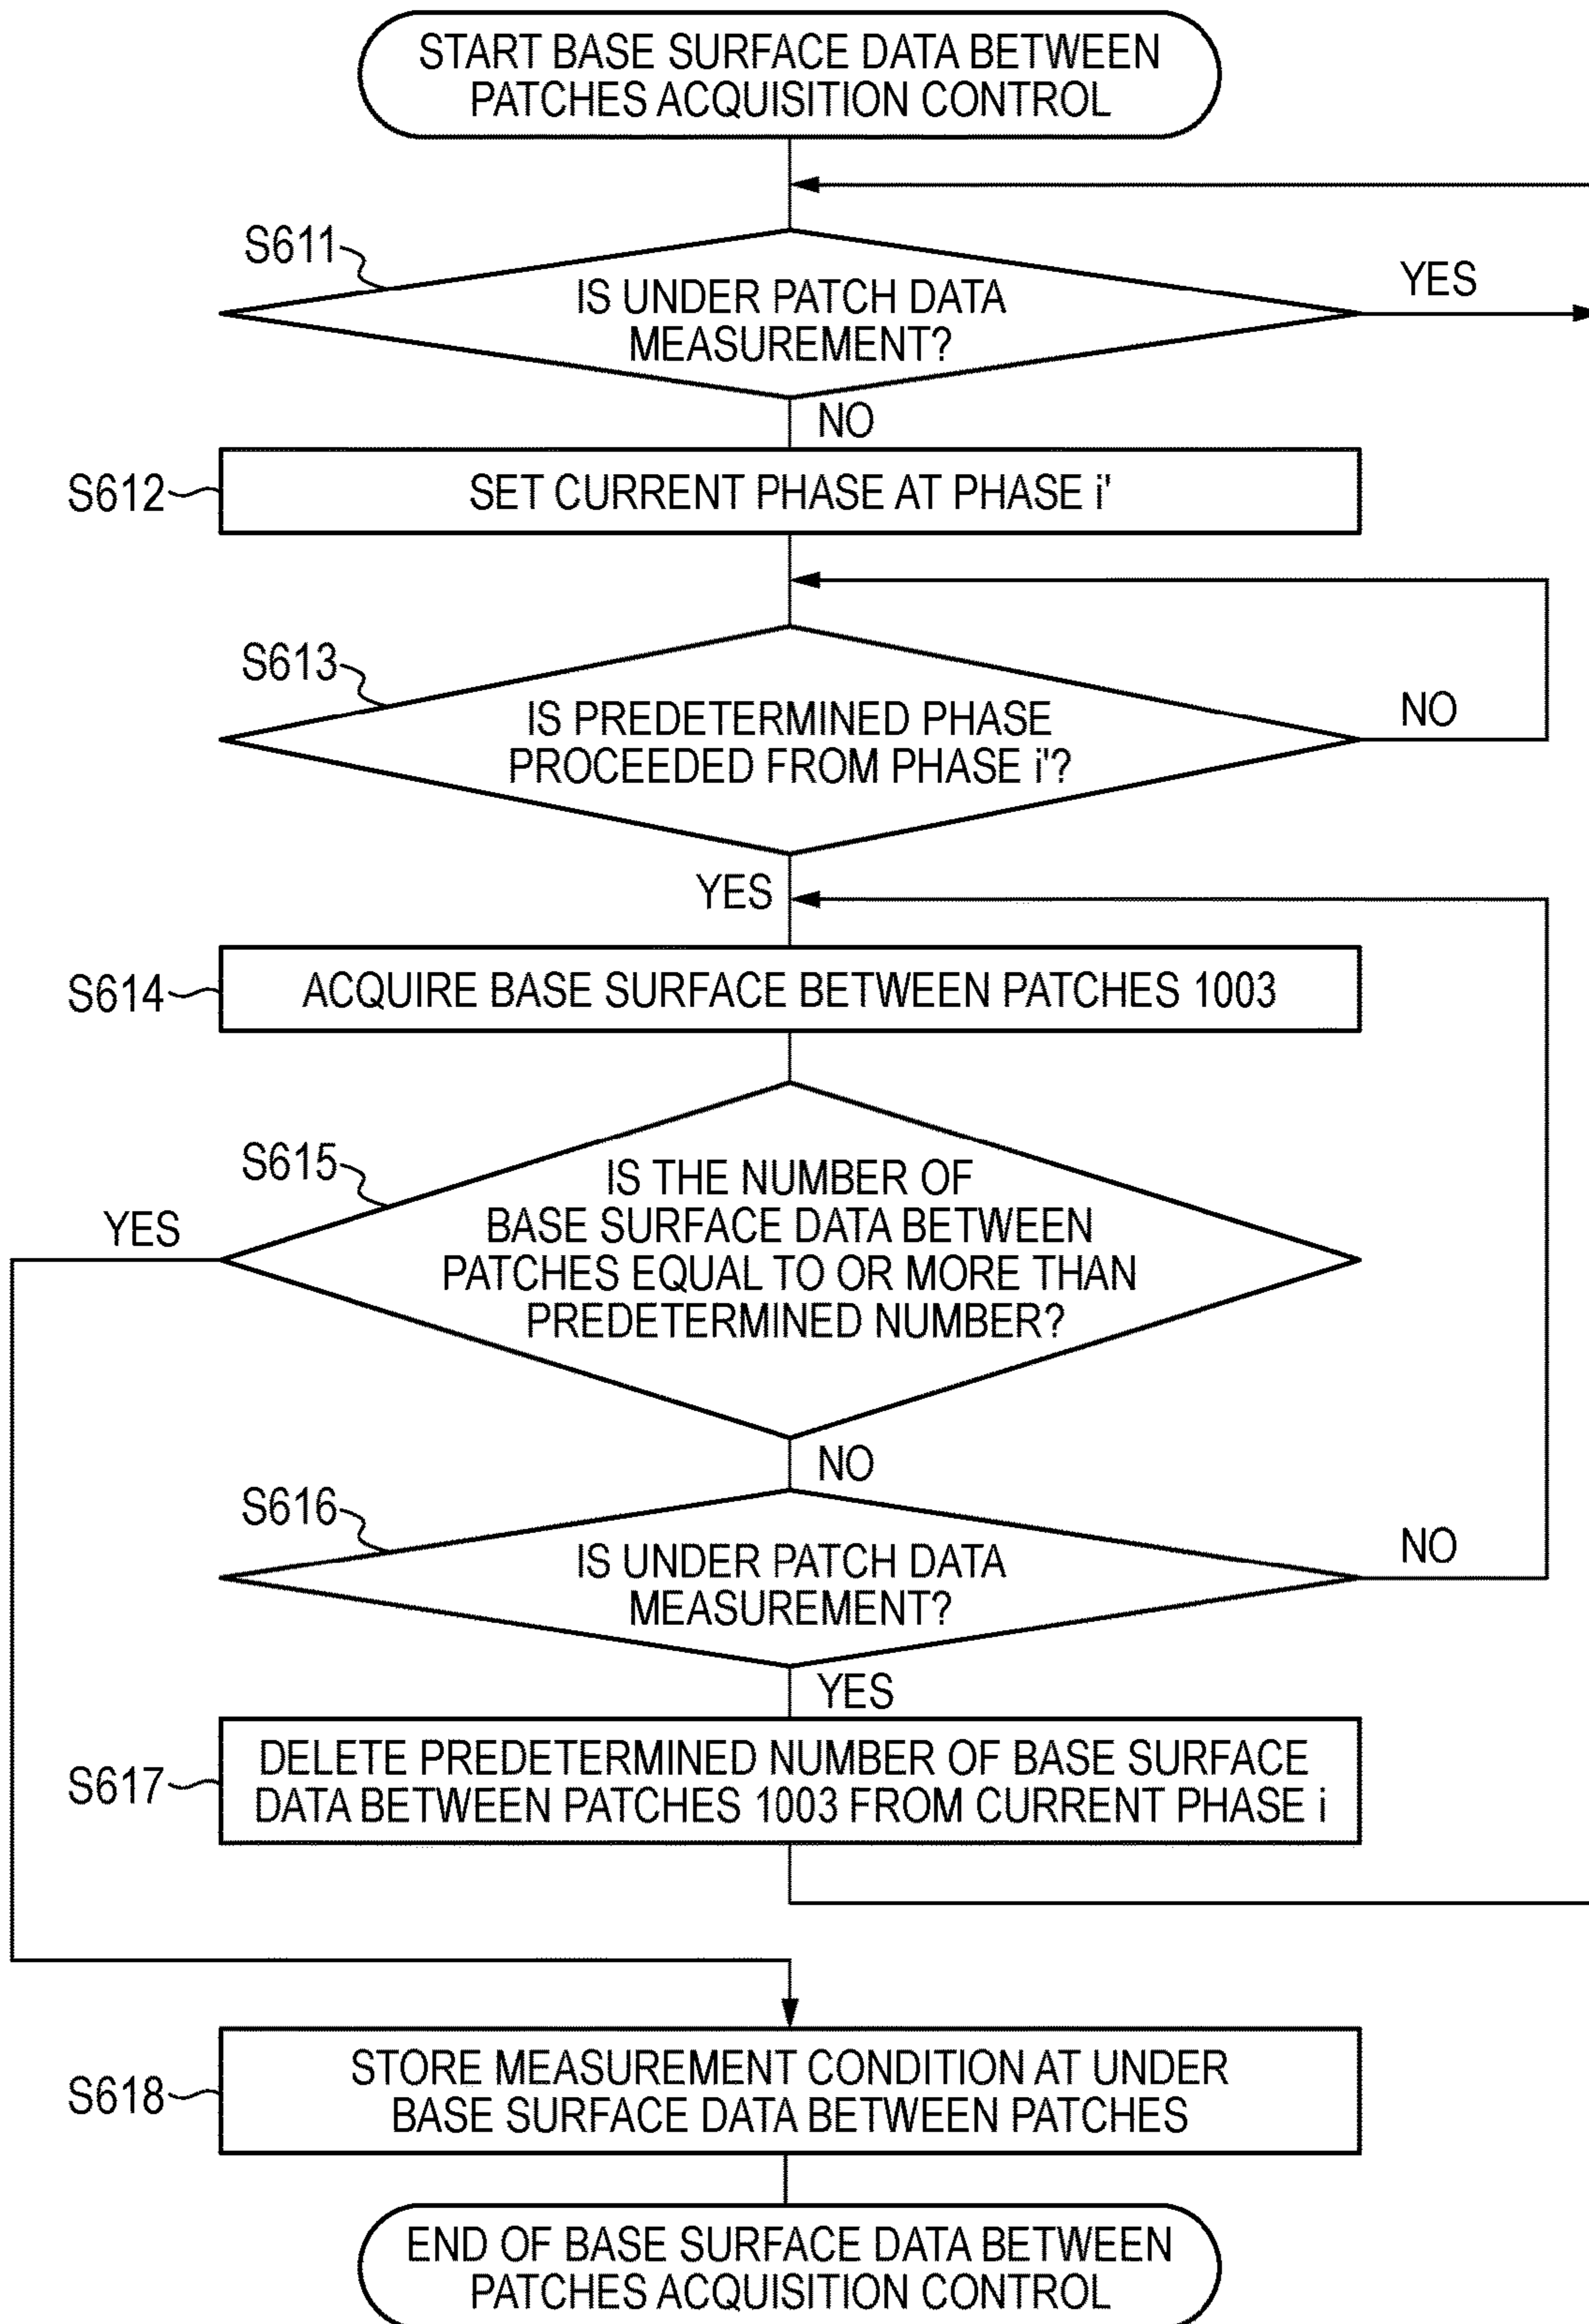 START BASE SURFACE DATA BETWEEN
PATCHES ACQUISITION CONTROL
S611
IS UNDER PATCH DATA
MEASUREMENT?
YES
NO
S612
SET CURRENT PHASE AT PHASE i'
S613
IS PREDETERMINED PHASE
PROCEEDED FROM PHASE i'?
NO
YES
S614
ACQUIRE BASE SURFACE BETWEEN PATCHES 1003
S615
IS THE NUMBER OF
BASE SURFACE DATA BETWEEN
PATCHES EQUAL TO OR MORE THAN
PREDETERMINED NUMBER?
YES
NO
S616
IS UNDER PATCH DATA
MEASUREMENT?
NO
YES
S617
DELETE PREDETERMINED NUMBER OF BASE SURFACE
DATA BETWEEN PATCHES 1003 FROM CURRENT PHASE i
S618
STORE MEASUREMENT CONDITION AT UNDER
BASE SURFACE DATA BETWEEN PATCHES
END OF BASE SURFACE DATA BETWEEN
PATCHES ACQUISITION CONTROL